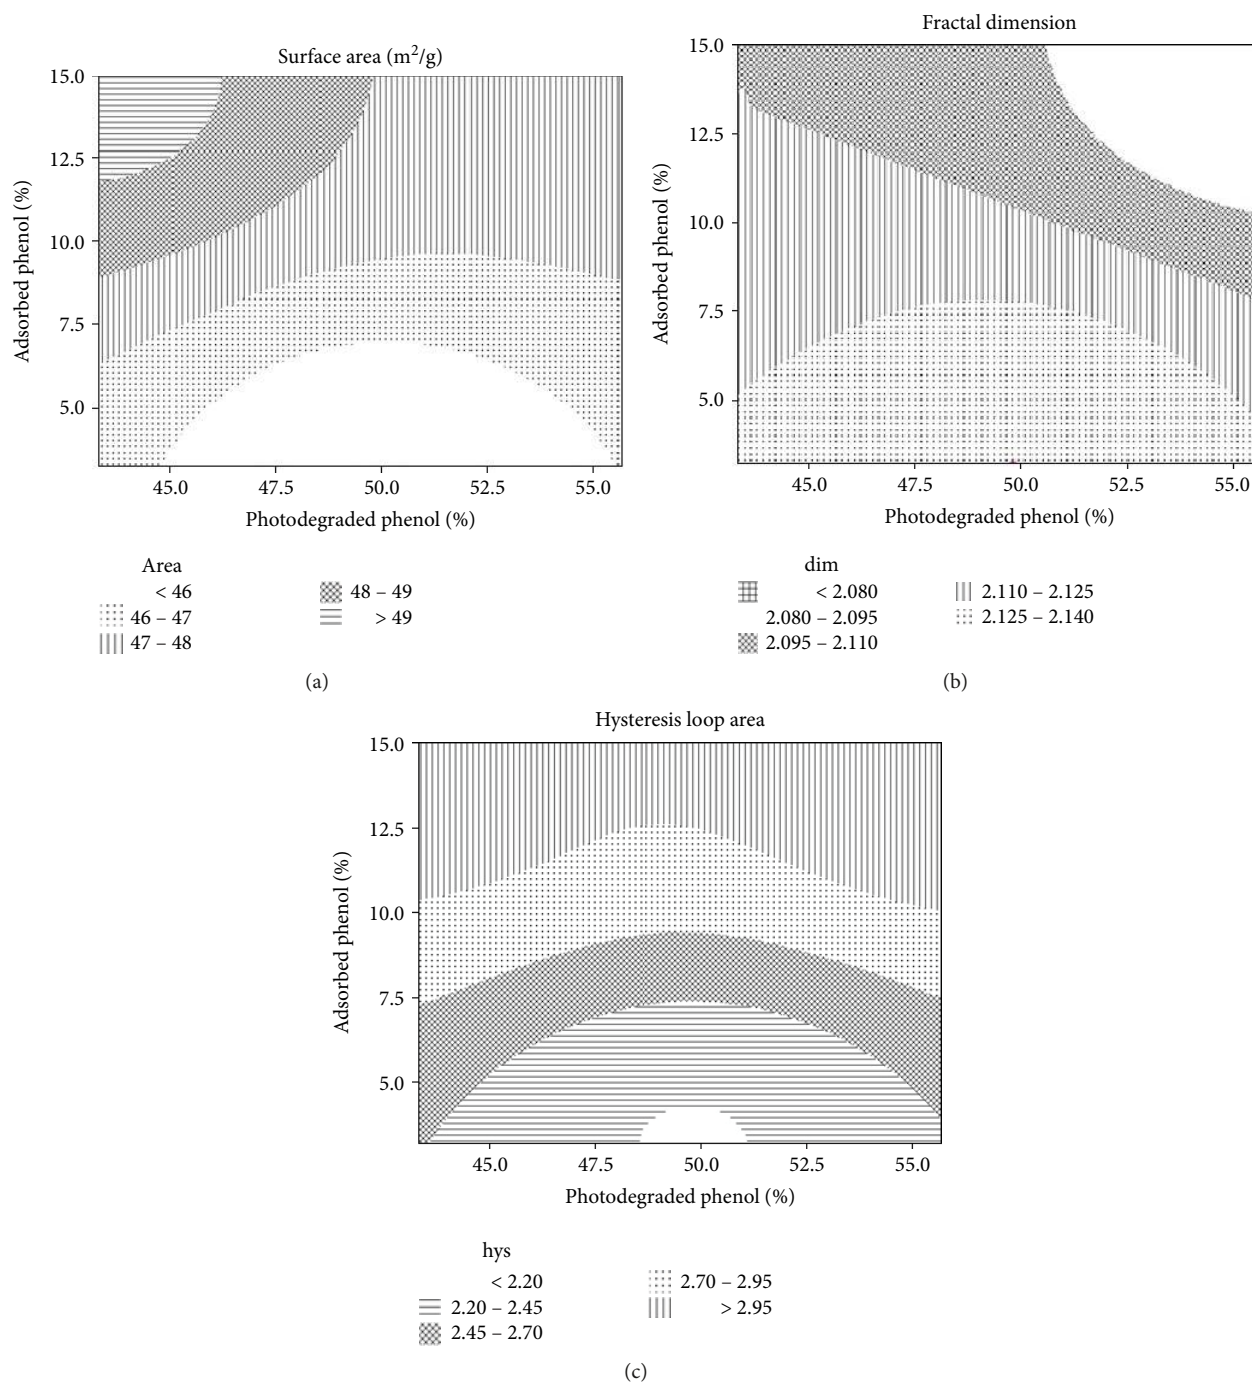 Surface area (m²/g)
15.0
12.5
10.0
7.5
5.0
Adsorbed phenol (%)
45.0 47.5 50.0 52.5 55.0
Photodegraded phenol (%)
Area
< 46
46 – 47
47 – 48
48 – 49
> 49
(a)
Fractal dimension
15.0
12.5
10.0
7.5
5.0
Adsorbed phenol (%)
45.0 47.5 50.0 52.5 55.0
Photodegraded phenol (%)
dim
< 2.080
2.080 – 2.095
2.095 – 2.110
2.110 – 2.125
2.125 – 2.140
(b)
Hysteresis loop area
15.0
12.5
10.0
7.5
5.0
Adsorbed phenol (%)
45.0 47.5 50.0 52.5 55.0
Photodegraded phenol (%)
hys
< 2.20
2.20 – 2.45
2.45 – 2.70
2.70 – 2.95
> 2.95
(c)